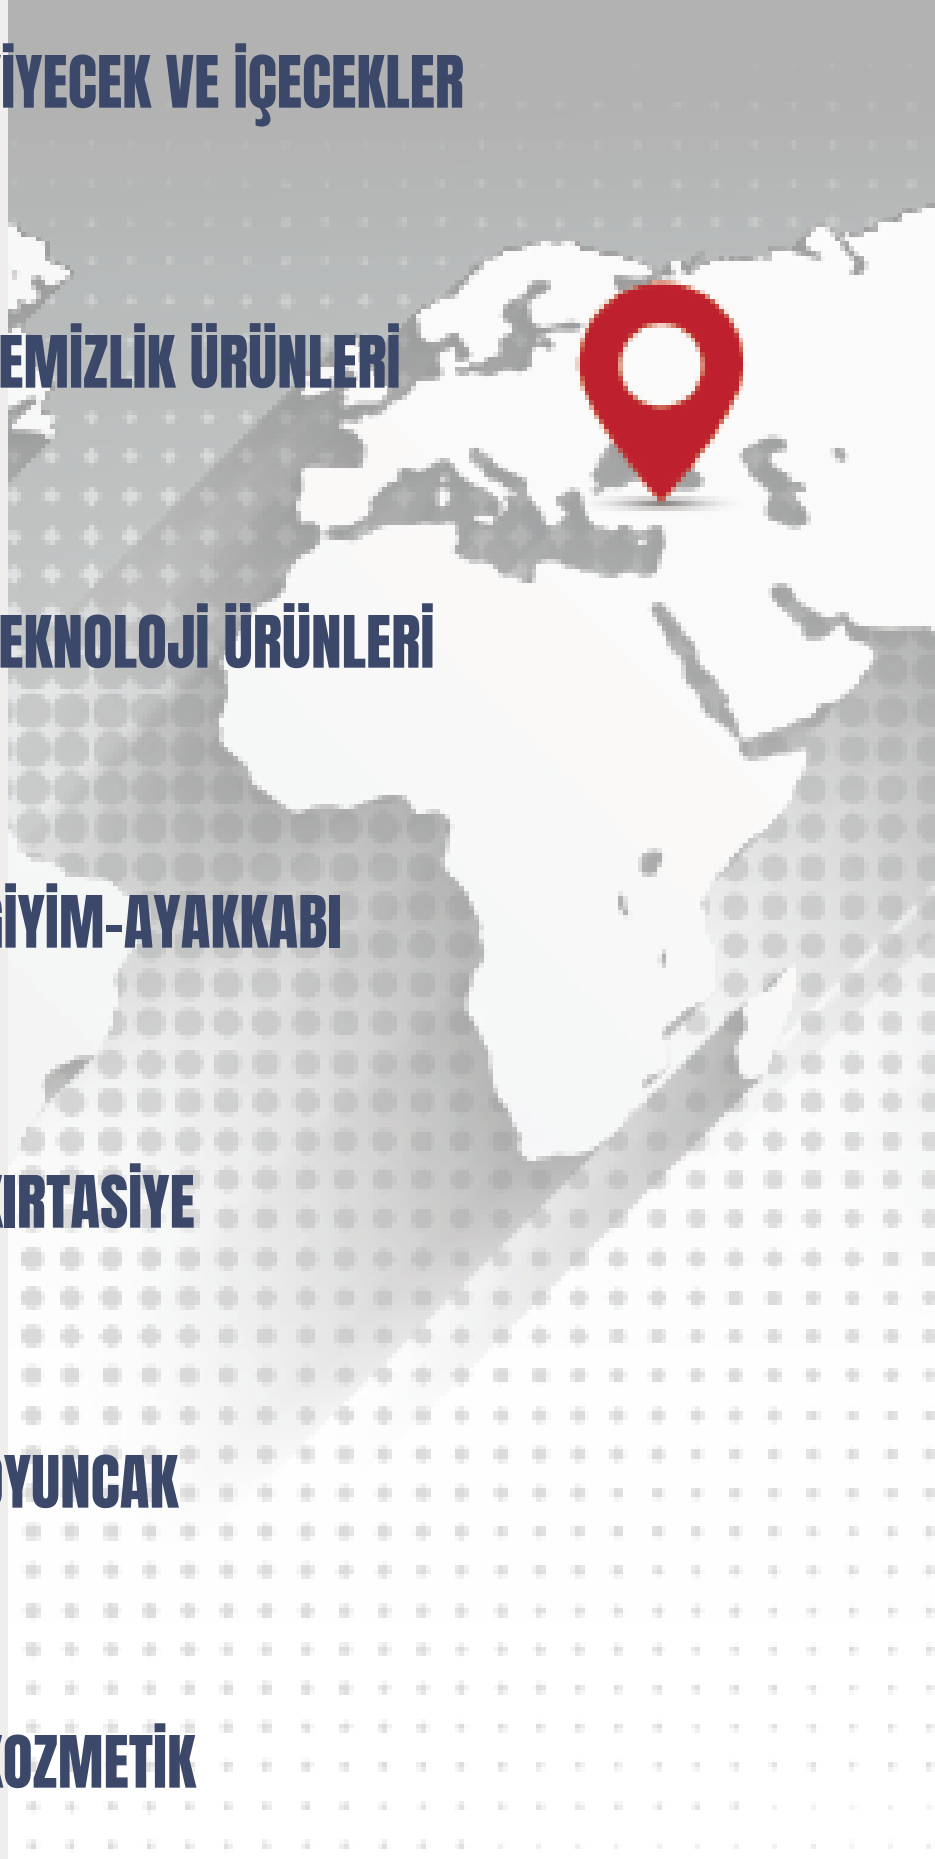 İYECEK VE İÇECEKLER
EMİZLİK ÜRÜNLERİ
EKNOLOJİ ÜRÜNLERİ
GİYİM-AYAKKABI
KIRTASİYE
OYUNCAK
KOZMETİK